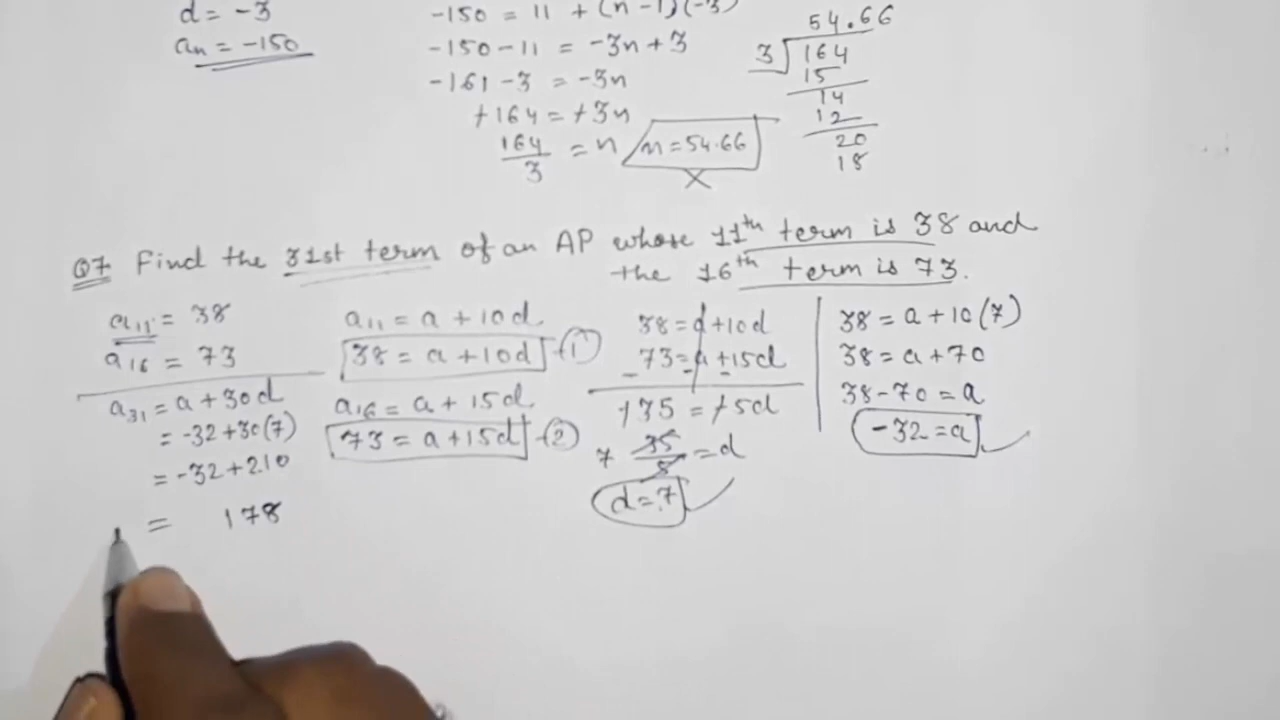 d = -3
an = -150
-150 = 11 + (n-1)(-3)
-150-11 = -3n+3
-161-3 = -3n
+164 = +3n
164/3 = n
n = 54.66
X
54.66
3 164
15
14
12
20
18
Q7 Find the 31st term of an AP whose 11th term is 38 and
the 16th term is 73.
a11 = 38
a16 = 73
a31 = a + 30d
= -32+30(7)
= -32+210
= 178
a11 = a + 10d
38 = a + 10d (1)
a16 = a + 15d
73 = a + 15d (2)
38 = a+10d
73 = a+15d
- - -
+35 = +5d
7 35/5 = d
d = 7
38 = a + 10(7)
38 = a + 70
38-70 = a
-32 = a